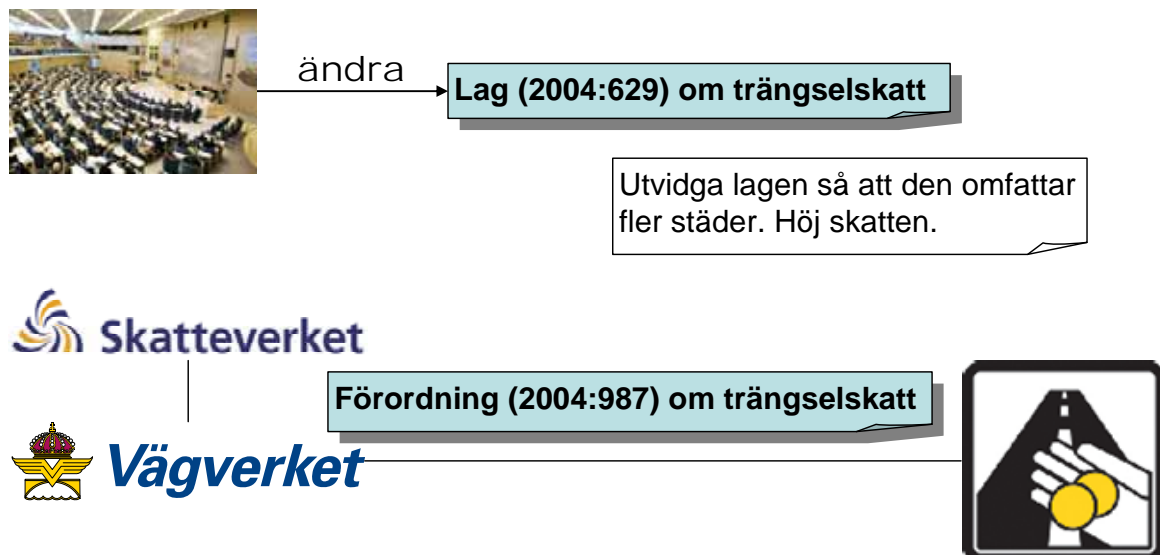 ändra
Lag (2004:629) om trängselskatt
Utvidga lagen så att den omfattar
fler städer. Höj skatten.
Skatteverket
Förordning (2004:987) om trängselskatt
Vägverket